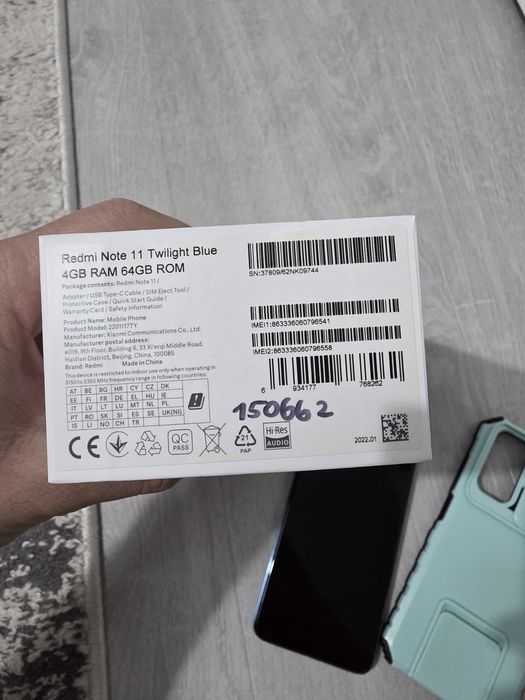 Redmi Note 11 Twilight Blue
4GB RAM 64GB ROM
Package contents: Redmi Note 11 /
Adapter / USB Type-C Cable / SIM Eject Tool /
Protective Case / Quick Start Guide /
Warranty Card / Safety Information
Product Name: Mobile Phone
Product Model: 2201117TY
Manufacturer: Xiaomi Communications Co., Ltd.
Manufacturer postal address:
#019, 9th Floor, Building 6, 33 Xi'erqi Middle Road,
Haidian District, Beijing, China, 100085
Brand: Redmi Made in China
This device is restricted to indoor use only when operating in
5150 to 5350 MHz frequency range in following countries:
AT BE BG HR CY CZ DK
EE FI FR DE EL HU IE
IT LV LT LU MT NL PL
PT RO SK SI ES SE UK(NI)
IS LI NO CH TR
CE
QC
PASS
21
PAP
Hi-Res
AUDIO
SN:37809/62NK09744
IMEI1:863336060796541
IMEI2:863336060796558
6 934177 768262
150662
2022.01